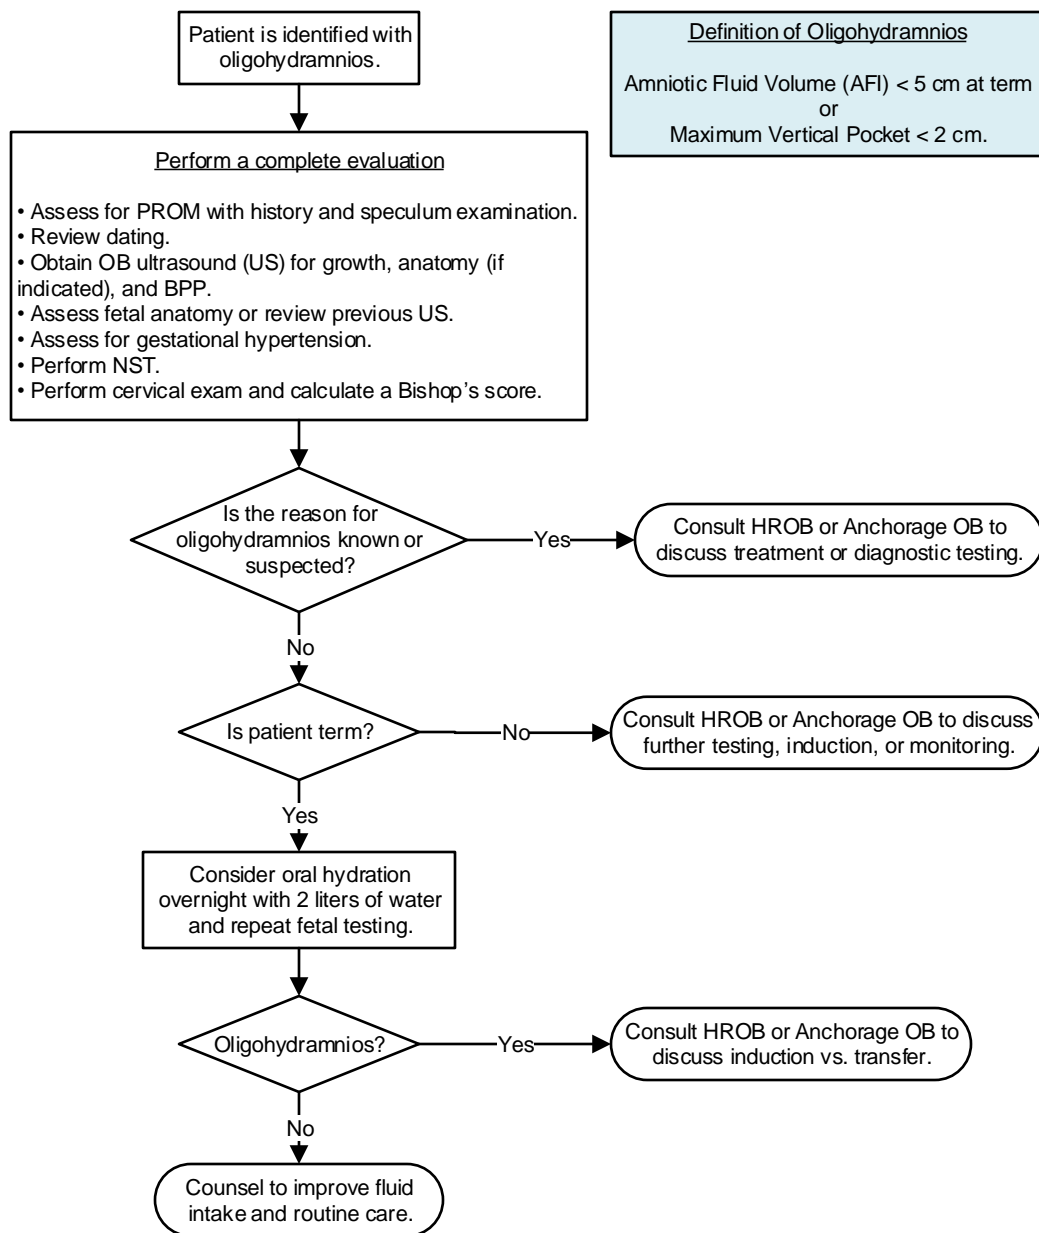 Patient is identified with
oligohydramnios.
Definition of Oligohydramnios
Amniotic Fluid Volume (AFI) < 5 cm at term
or
Maximum Vertical Pocket < 2 cm.
Perform a complete evaluation
• Assess for PROM with history and speculum examination.
• Review dating.
• Obtain OB ultrasound (US) for growth, anatomy (if
indicated), and BPP.
• Assess fetal anatomy or review previous US.
• Assess for gestational hypertension.
• Perform NST.
• Perform cervical exam and calculate a Bishop’s score.
Is the reason for
oligohydramnios known or
suspected?
Yes
Consult HROB or Anchorage OB to
discuss treatment or diagnostic testing.
No
Is patient term?
No
Consult HROB or Anchorage OB to discuss
further testing, induction, or monitoring.
Yes
Consider oral hydration
overnight with 2 liters of water
and repeat fetal testing.
Oligohydramnios?
Yes
Consult HROB or Anchorage OB to
discuss induction vs. transfer.
No
Counsel to improve fluid
intake and routine care.